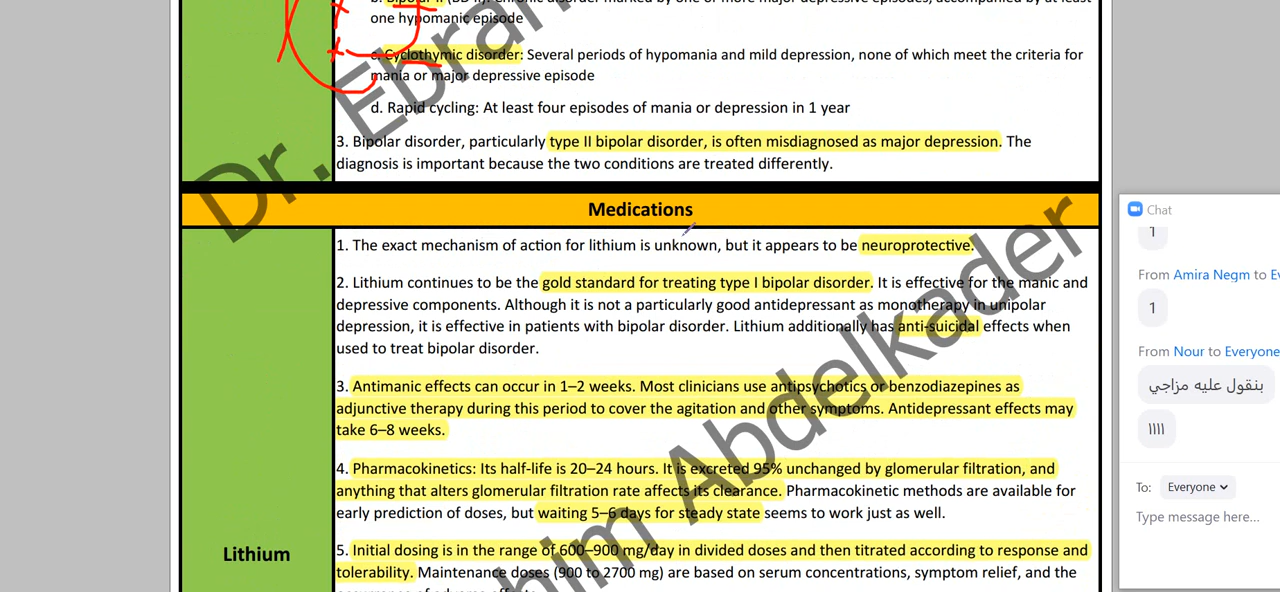 one hypomanic episode
c. Cyclothymic disorder: Several periods of hypomania and mild depression, none of which meet the criteria for
mania or major depressive episode
d. Rapid cycling: At least four episodes of mania or depression in 1 year
3. Bipolar disorder, particularly type II bipolar disorder, is often misdiagnosed as major depression. The
diagnosis is important because the two conditions are treated differently.
Medications
1. The exact mechanism of action for lithium is unknown, but it appears to be neuroprotective.
2. Lithium continues to be the gold standard for treating type I bipolar disorder. It is effective for the manic and
depressive components. Although it is not a particularly good antidepressant as monotherapy in unipolar
depression, it is effective in patients with bipolar disorder. Lithium additionally has anti-suicidal effects when
used to treat bipolar disorder.
3. Antimanic effects can occur in 1–2 weeks. Most clinicians use antipsychotics or benzodiazepines as
adjunctive therapy during this period to cover the agitation and other symptoms. Antidepressant effects may
take 6–8 weeks.
4. Pharmacokinetics: Its half-life is 20–24 hours. It is excreted 95% unchanged by glomerular filtration, and
anything that alters glomerular filtration rate affects its clearance. Pharmacokinetic methods are available for
early prediction of doses, but waiting 5–6 days for steady state seems to work just as well.
Lithium
5. Initial dosing is in the range of 600–900 mg/day in divided doses and then titrated according to response and
tolerability. Maintenance doses (900 to 2700 mg) are based on serum concentrations, symptom relief, and the
Dr. Ebrahim Abdelkader
Chat
1
From Amira Negm to
1
From Nour to Everyone
بنقول عليه مزاجي
١١١١
To: Everyone
Type message here...